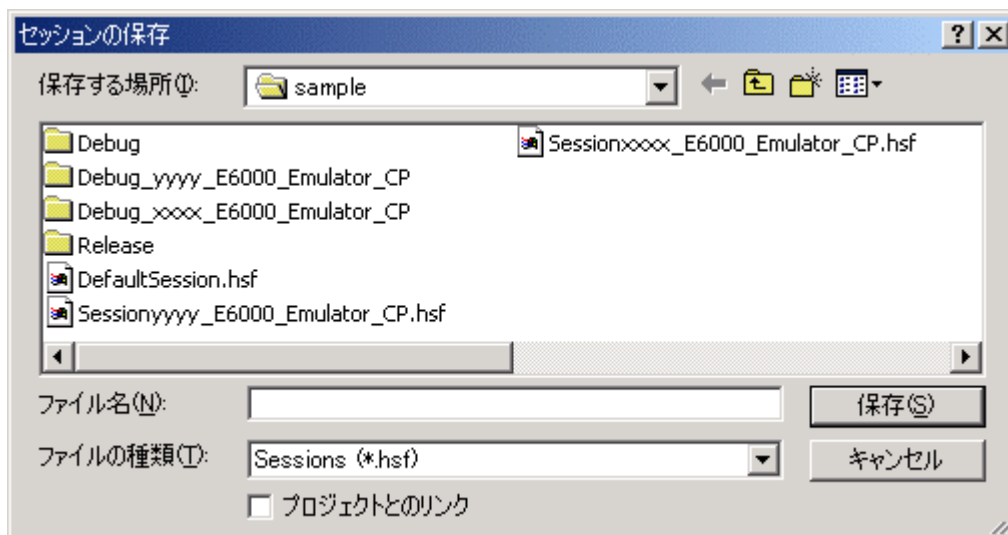 セッションの保存
保存する場所(I):
sample
Debug
Debug_yyyy_E6000_Emulator_CP
Debug_xxxx_E6000_Emulator_CP
Release
DefaultSession.hsf
Sessionyyyy_E6000_Emulator_CP.hsf
Sessionxxxx_E6000_Emulator_CP.hsf
ファイル名(N):
保存(S)
ファイルの種類(T):
Sessions (*.hsf)
キャンセル
プロジェクトとのリンク